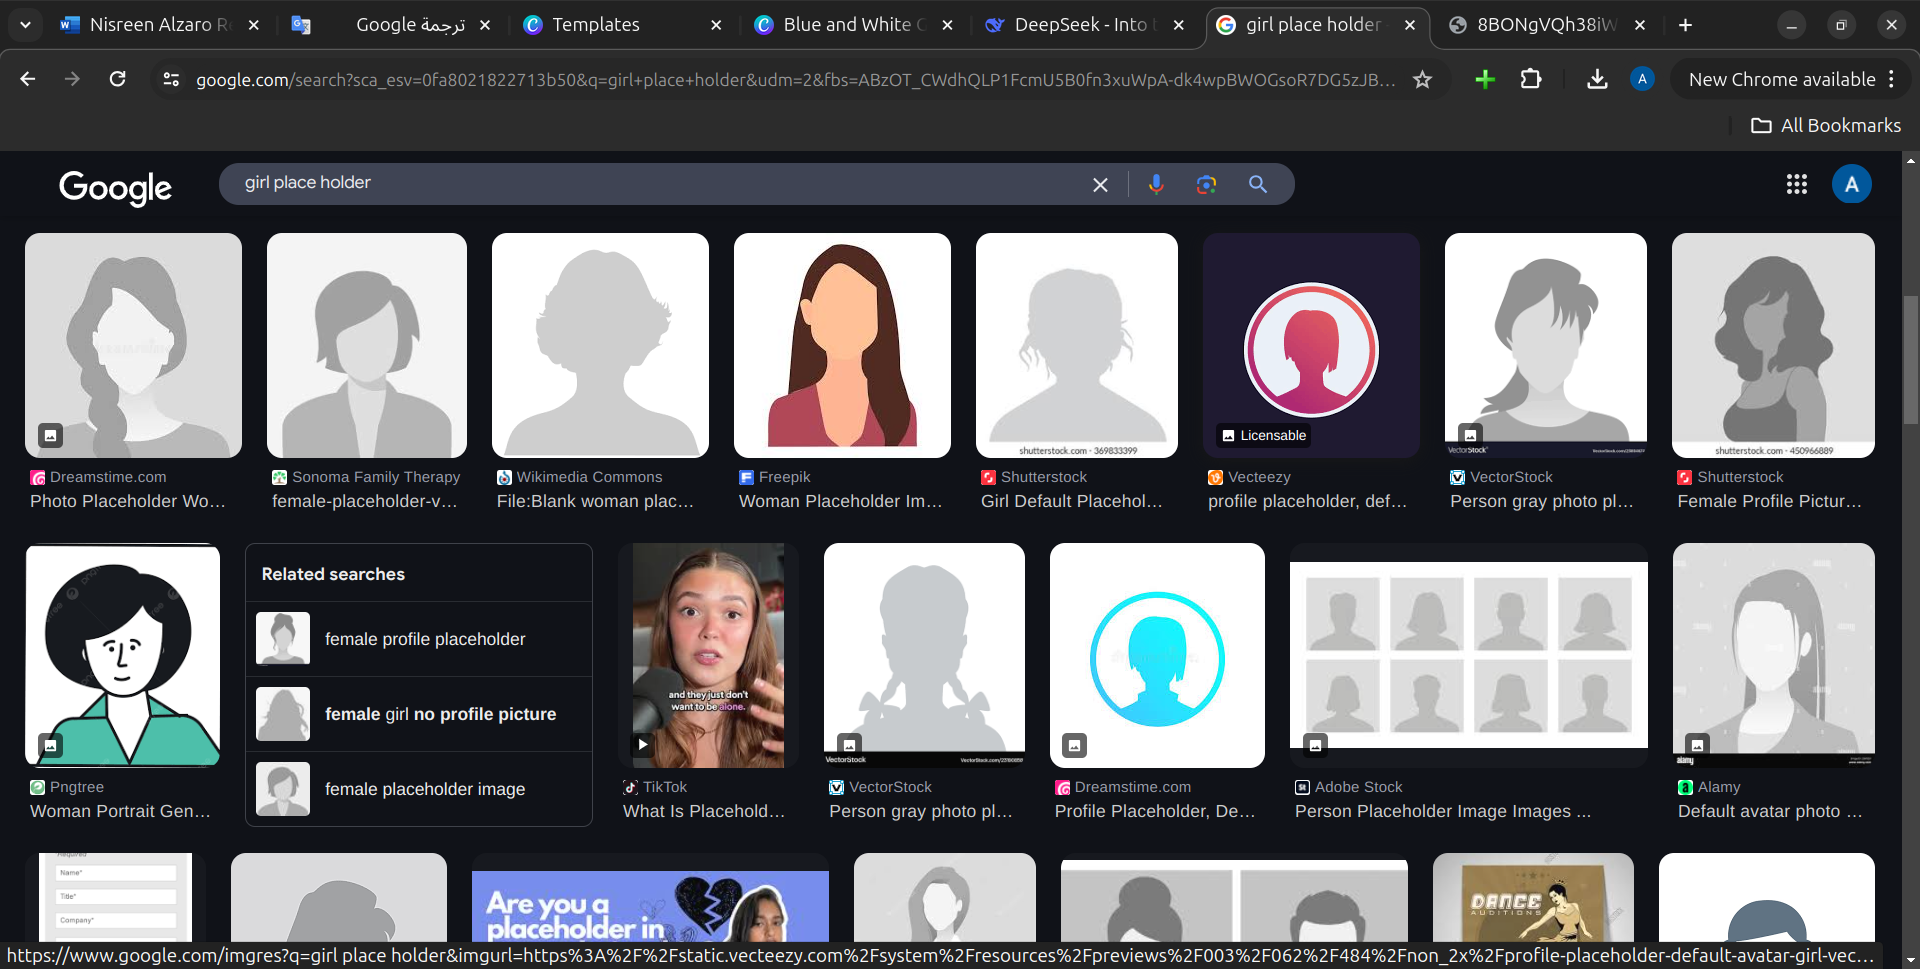 Nisreen Alzaro Re
ترجمة Google
Templates
Blue and White C
DeepSeek - Into t
girl place holder -
8BONgVQh38iW
google.com/search?sca_esv=0fa8021822713b50&q=girl+place+holder&udm=2&fbs=ABzOT_CWdhQLP1FcmU5B0fn3xuWpA-dk4wpBWOGsoR7DG5zJB...
A
New Chrome available
All Bookmarks
Google
girl place holder
A
shutterstock.com · 369833399
Licensable
VectorStock
shutterstock.com · 450966889
Dreamstime.com
Photo Placeholder Wo...
Sonoma Family Therapy
female-placeholder-v...
Wikimedia Commons
File:Blank woman plac...
Freepik
Woman Placeholder Im...
Shutterstock
Girl Default Placehol...
Vecteezy
profile placeholder, def...
VectorStock
Person gray photo pl...
Shutterstock
Female Profile Pictur...
Related searches
female profile placeholder
female girl no profile picture
female placeholder image
and they just don't
want to be alone.
VectorStock
alamy
Pngtree
Woman Portrait Gen...
TikTok
What Is Placehold...
VectorStock
Person gray photo pl...
Dreamstime.com
Profile Placeholder, De...
Adobe Stock
Person Placeholder Image Images ...
Alamy
Default avatar photo ...
Required
Name*
Title*
Company*
Are you a
placeholder in
DANCE
AUDITIONS
https://www.google.com/imgres?q=girl place holder&imgurl=https%3A%2F%2Fstatic.vecteezy.com%2Fsystem%2Fresources%2Fpreviews%2F003%2F062%2F484%2Fnon_2x%2Fprofile-placeholder-default-avatar-girl-vec...